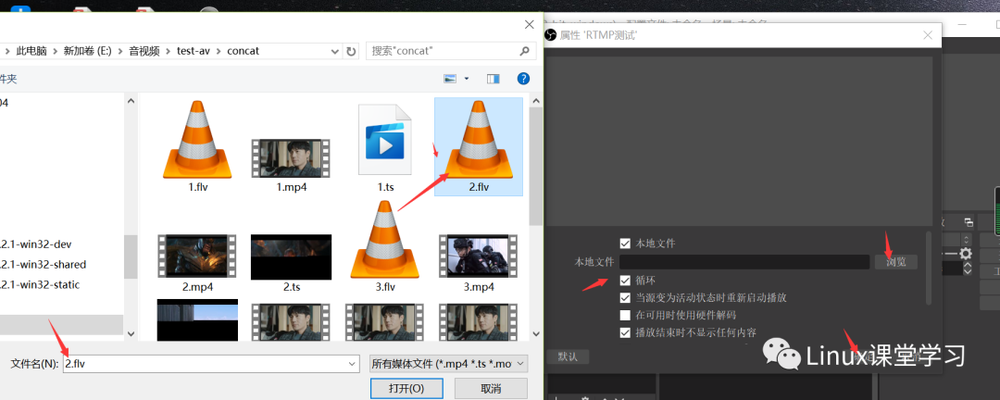 此电脑 > 新加卷 (E:) > 音视频 > test-av > concat
搜索"concat"
件夹
04
.2.1-win32-dev
.2.1-win32-shared
.2.1-win32-static
1.flv
1.mp4
1.ts
2.flv
2.mp4
2.ts
3.flv
3.mp4
文件名(N):
2.flv
所有媒体文件 (*.mp4 *.ts *.mo
打开(O)
取消
属性 'RTMP测试'
本地文件
本地文件
浏览
循环
当源变为活动状态时重新启动播放
在可用时使用硬件解码
播放结束时不显示任何内容
默认
Linux课堂学习